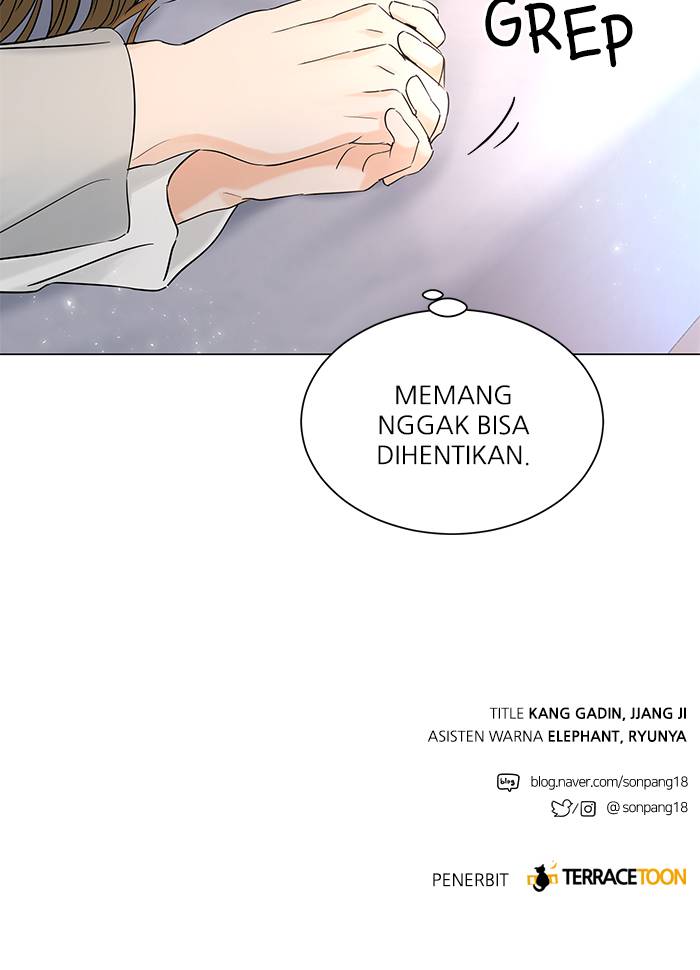 GREP
MEMANG
NGGAK BISA
DIHENTIKAN.
TITLE KANG GADIN, JJANG JI
ASISTEN WARNA ELEPHANT, RYUNYA
blog blog.naver.com/sonpang18
/ @sonpang18
PENERBIT TERRACETOON